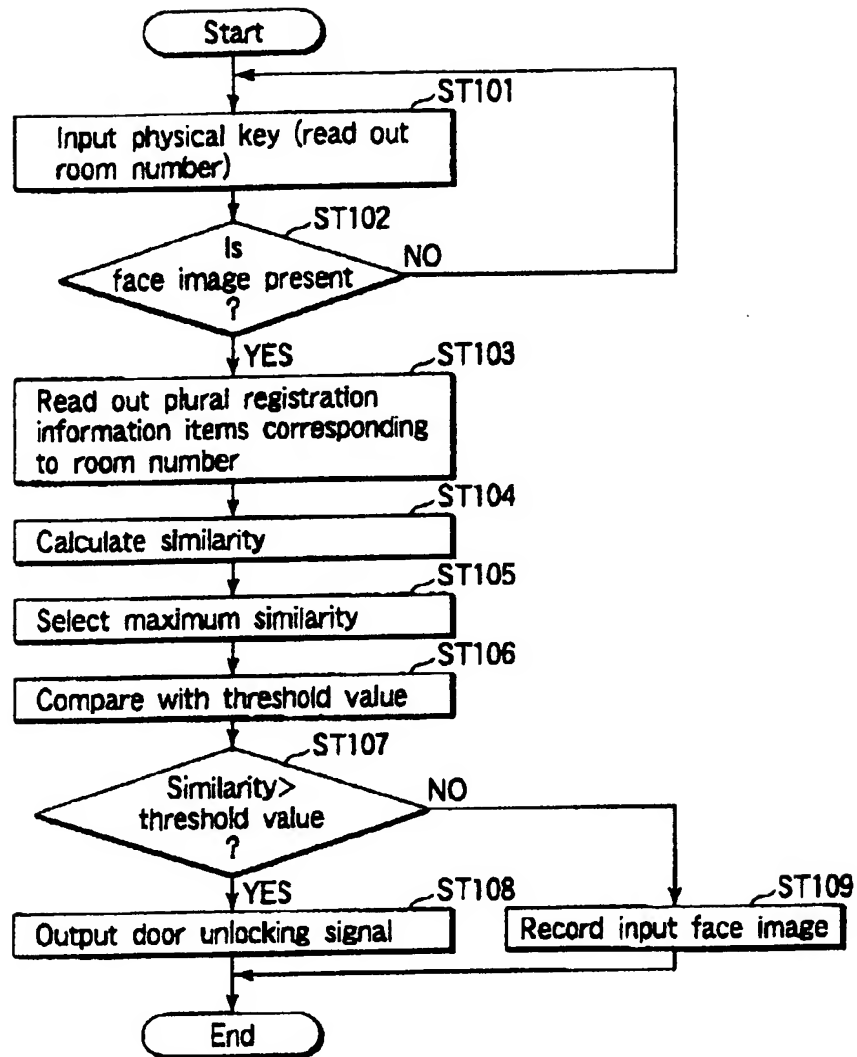 Start
ST101
Input physical key (read out
room number)
ST102
Is
face image present
?
NO
YES
ST103
Read out plural registration
information items corresponding
to room number
ST104
Calculate similarity
ST105
Select maximum similarity
ST106
Compare with threshold value
ST107
Similarity>
threshold value
?
NO
YES
ST108
Output door unlocking signal
ST109
Record input face image
End